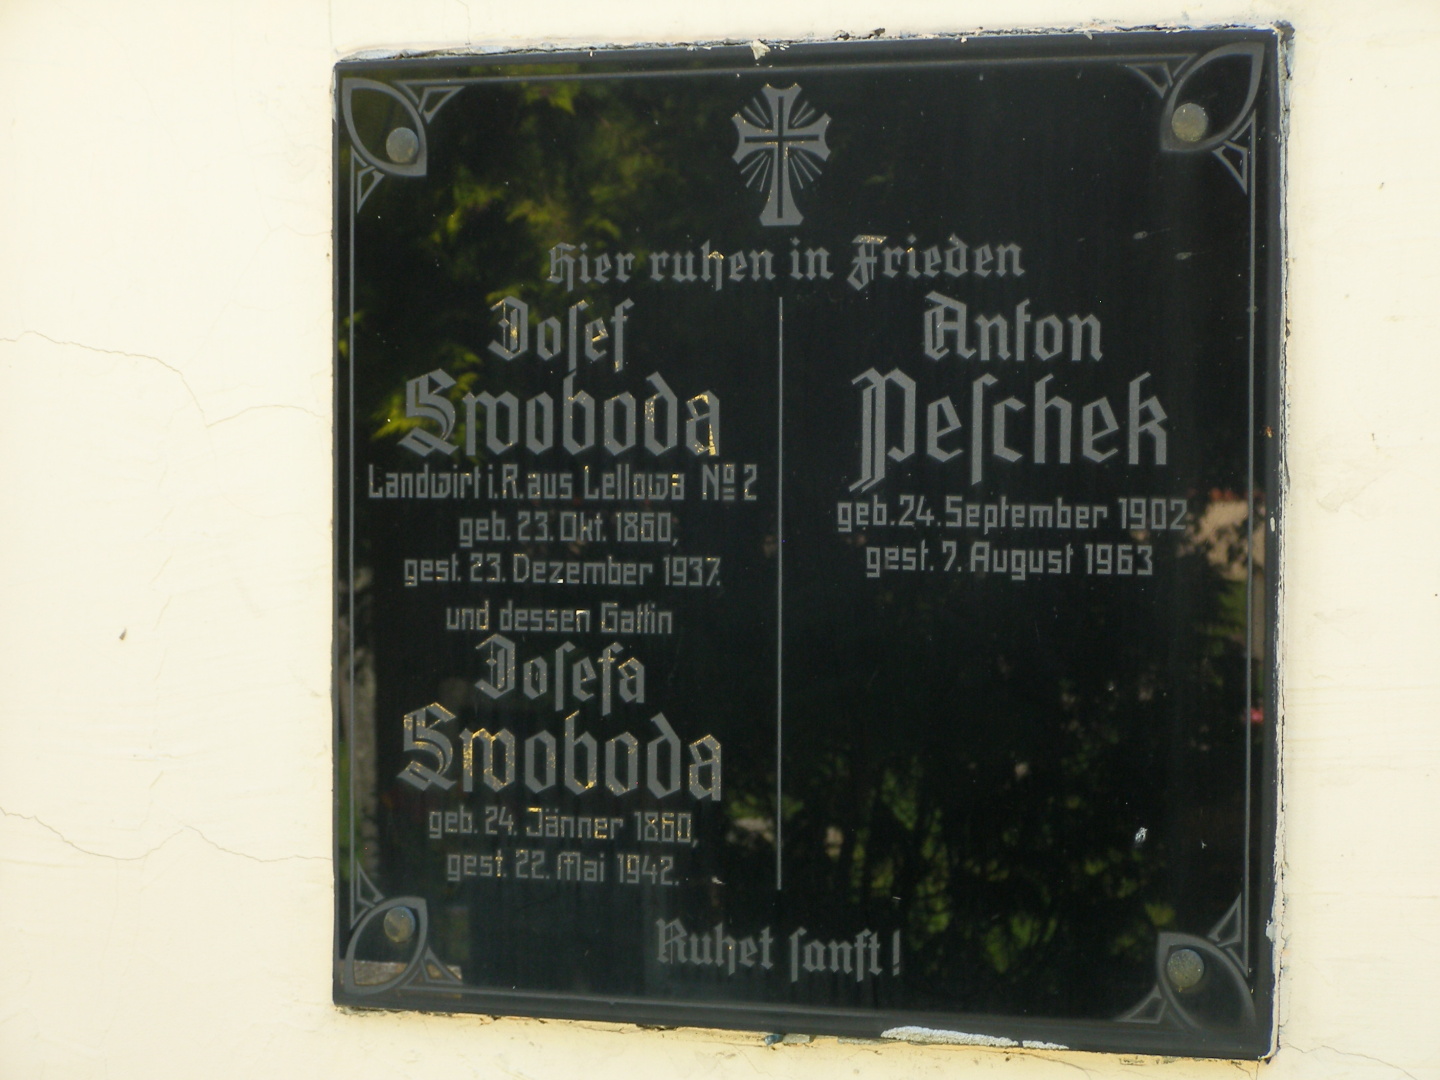 Hier ruhen in Frieden
Josef
Swoboda
Landwirt i. R. aus Lellowa № 2
geb. 23. Okt. 1860,
gest. 23. Dezember 1937.
und dessen Gattin
Josefa
Swoboda
geb. 24. Jänner 1860,
gest. 22. Mai 1942.
Anton
Peschek
geb. 24. September 1902
gest. 7. August 1963
Ruhet sanft!